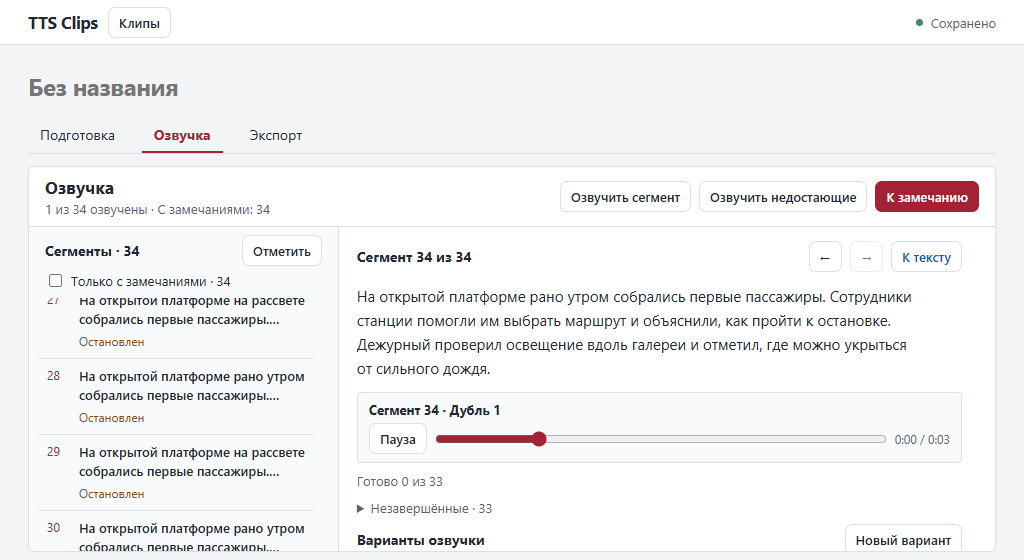 TTS Clips
Клипы
Сохранено
Без названия
Подготовка
Озвучка
Экспорт
Озвучка
1 из 34 озвучены · С замечаниями: 34
Озвучить сегмент
Озвучить недостающие
К замечанию
Сегменты · 34
Отметить
Только с замечаниями · 34
27
На открытой платформе на рассвете
собрались первые пассажиры....
Остановлен
28
На открытой платформе рано утром
собрались первые пассажиры....
Остановлен
29
На открытой платформе на рассвете
собрались первые пассажиры....
Остановлен
30
На открытой платформе рано утром
собрались первые пассажиры....
Сегмент 34 из 34
←
→
К тексту
На открытой платформе рано утром собрались первые пассажиры. Сотрудники
станции помогли им выбрать маршрут и объяснили, как пройти к остановке.
Дежурный проверил освещение вдоль галереи и отметил, где можно укрыться
от сильного дождя.
Сегмент 34 · Дубль 1
Пауза
0:00 / 0:03
Готово 0 из 33
Незавершённые · 33
Варианты озвучки
Новый вариант